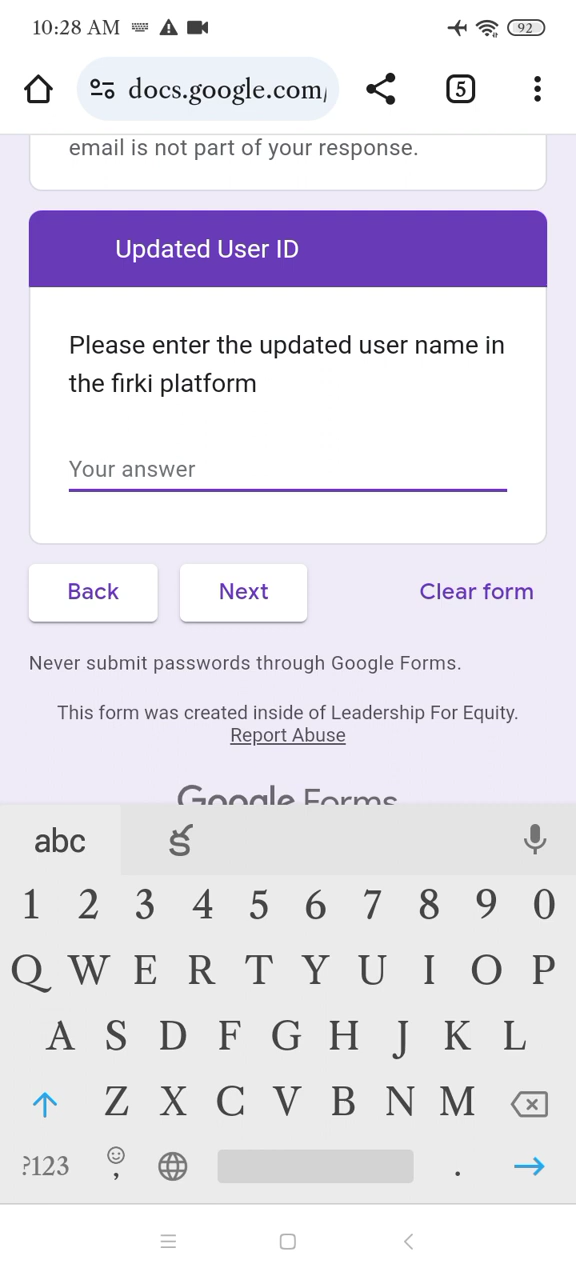 10:28 AM 92
docs.google.com/ 5
email is not part of your response.
Updated User ID
Please enter the updated user name in
the firki platform
Your answer
Back Next Clear form
Never submit passwords through Google Forms.
This form was created inside of Leadership For Equity.
Report Abuse
Google Forms
abc క
1 2 3 4 5 6 7 8 9 0
Q W E R T Y U I O P
A S D F G H J K L
Z X C V B N M
?123 , .